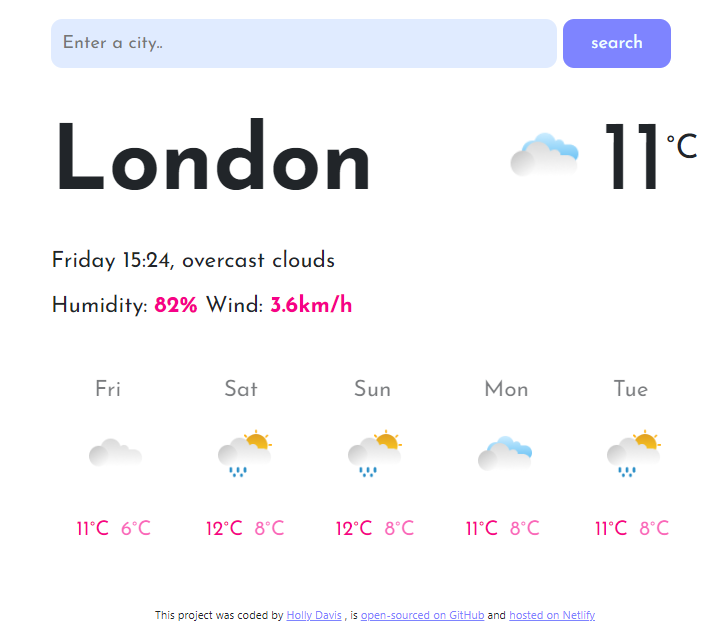 Enter a city..
search
London
11°C
Friday 15:24, overcast clouds
Humidity: 82% Wind: 3.6km/h
Fri Sat Sun Mon Tue
11°C 6°C 12°C 8°C 12°C 8°C 11°C 8°C 11°C 8°C
This project was coded by Holly Davis , is open-sourced on GitHub and hosted on Netlify